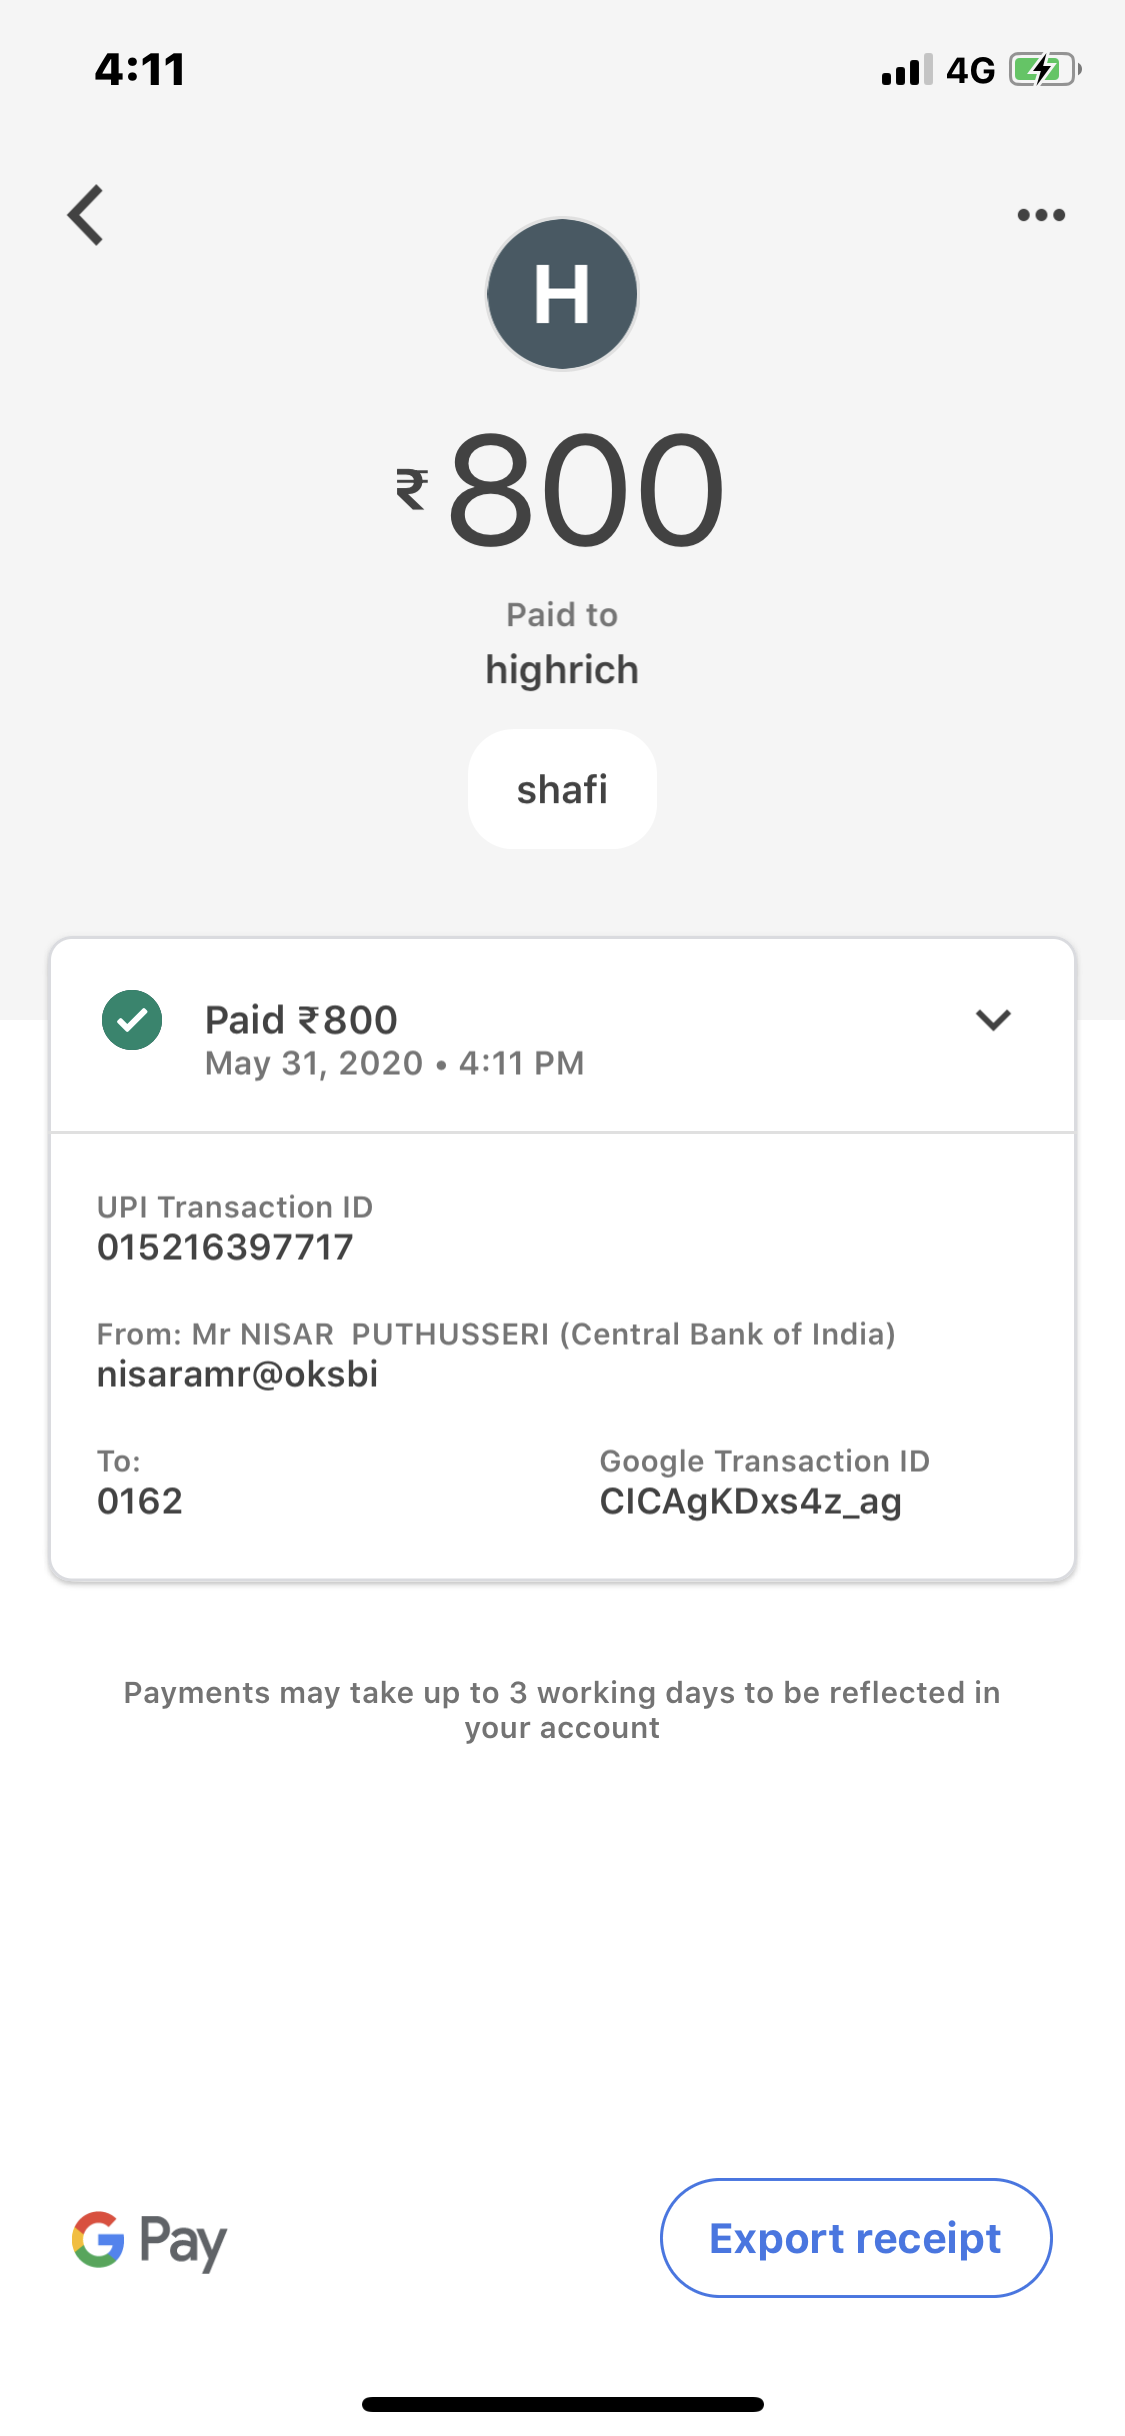 4:11
4G
H
₹800
Paid to
highrich
shafi
Paid ₹800
May 31, 2020 • 4:11 PM
UPI Transaction ID
015216397717
From: Mr NISAR  PUTHUSSERI (Central Bank of India)
nisaramr@oksbi
To:
0162
Google Transaction ID
CICAgKDxs4z_ag
Payments may take up to 3 working days to be reflected in
your account
G Pay
Export receipt